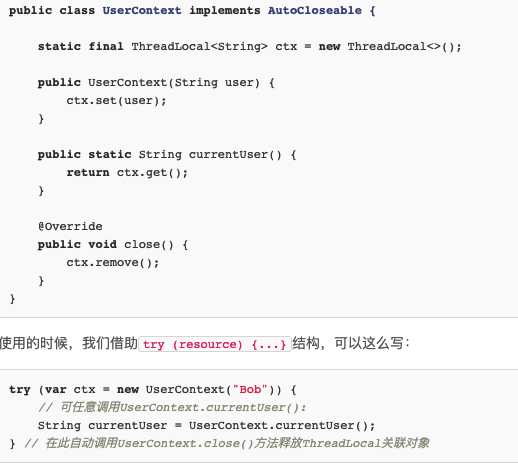 public class UserContext implements AutoCloseable {
static final ThreadLocal<String> ctx = new ThreadLocal<>();
public UserContext(String user) {
ctx.set(user);
}
public static String currentUser() {
return ctx.get();
}
@Override
public void close() {
ctx.remove();
}
}
使用的时候，我们借助try (resource) {...}结构，可以这么写：
try (var ctx = new UserContext("Bob")) {
// 可任意调用UserContext.currentUser():
String currentUser = UserContext.currentUser();
} // 在此自动调用UserContext.close()方法释放ThreadLocal关联对象